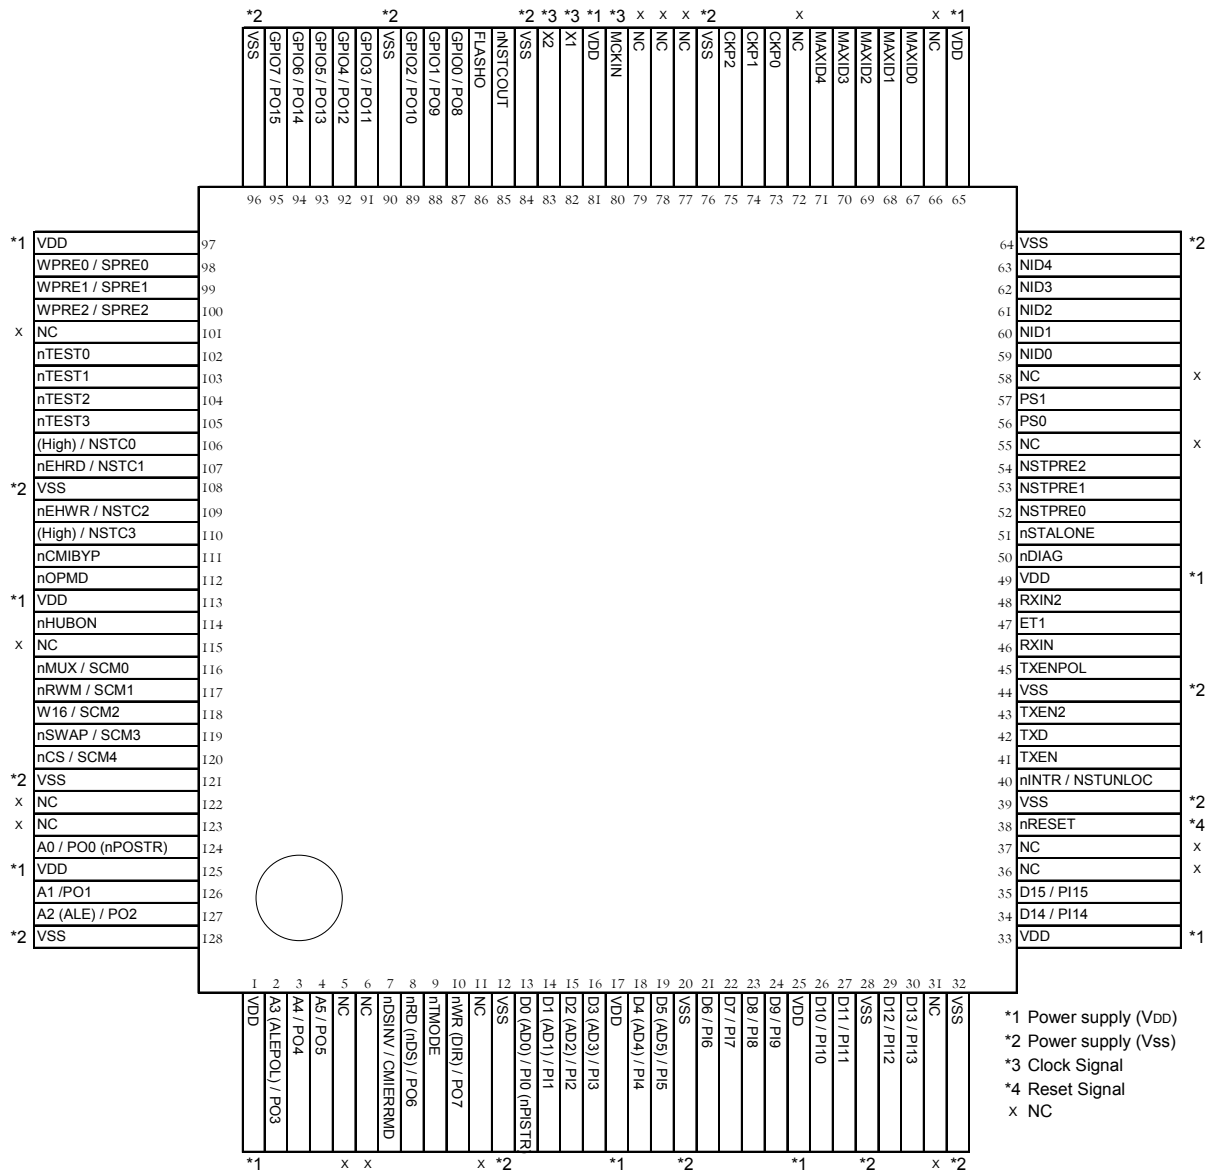 *2 *2 *2 *3 *3 *1 *3 x x x *2 x x *1
VSS
GPIO7 / PO15
GPIO6 / PO14
GPIO5 / PO13
GPIO4 / PO12
GPIO3 / PO11
VSS
GPIO2 / PO10
GPIO1 / PO9
GPIO0 / PO8
FLASHO
nNSTCOUT
VSS
X2
X1
VDD
MCKIN
NC
NC
NC
VSS
CKP2
CKP1
CKP0
NC
MAXID4
MAXID3
MAXID2
MAXID1
MAXID0
NC
VDD
96 95 94 93 92 91 90 89 88 87 86 85 84 83 82 81 80 79 78 77 76 75 74 73 72 71 70 69 68 67 66 65
*1 VDD 97
WPRE0 / SPRE0 98
WPRE1 / SPRE1 99
WPRE2 / SPRE2 100
x NC 101
nTEST0 102
nTEST1 103
nTEST2 104
nTEST3 105
(High) / NSTC0 106
nEHRD / NSTC1 107
*2 VSS 108
nEHWR / NSTC2 109
(High) / NSTC3 110
nCMIBYP 111
nOPMD 112
*1 VDD 113
nHUBON 114
x NC 115
nMUX / SCM0 116
nRWM / SCM1 117
W16 / SCM2 118
nSWAP / SCM3 119
nCS / SCM4 120
*2 VSS 121
x NC 122
x NC 123
A0 / PO0 (nPOSTR) 124
*1 VDD 125
A1 /PO1 126
A2 (ALE) / PO2 127
*2 VSS 128
64 VSS *2
63 NID4
62 NID3
61 NID2
60 NID1
59 NID0
58 NC x
57 PS1
56 PS0
55 NC x
54 NSTPRE2
53 NSTPRE1
52 NSTPRE0
51 nSTALONE
50 nDIAG
49 VDD *1
48 RXIN2
47 ET1
46 RXIN
45 TXENPOL
44 VSS *2
43 TXEN2
42 TXD
41 TXEN
40 nINTR / NSTUNLOC
39 VSS *2
38 nRESET *4
37 NC x
36 NC x
35 D15 / PI15
34 D14 / PI14
33 VDD *1
1 2 3 4 5 6 7 8 9 10 11 12 13 14 15 16 17 18 19 20 21 22 23 24 25 26 27 28 29 30 31 32
VDD
A3 (ALEPOL) / PO3
A4 / PO4
A5 / PO5
NC
NC
nDSINV / CMIERRMD
nRD (nDS) / PO6
nTMODE
nWR (DIR) / PO7
NC
VSS
D0 (AD0) / PI0 (nPISTR)
D1 (AD1) / PI1
D2 (AD2) / PI2
D3 (AD3) / PI3
VDD
D4 (AD4) / PI4
D5 (AD5) / PI5
VSS
D6 / PI6
D7 / PI7
D8 / PI8
D9 / PI9
VDD
D10 / PI10
D11 / PI11
VSS
D12 / PI12
D13 / PI13
NC
VSS
*1 x x x *2 *1 *2 *1 *2 x *2
*1 Power supply (VDD)
*2 Power supply (Vss)
*3 Clock Signal
*4 Reset Signal
x NC